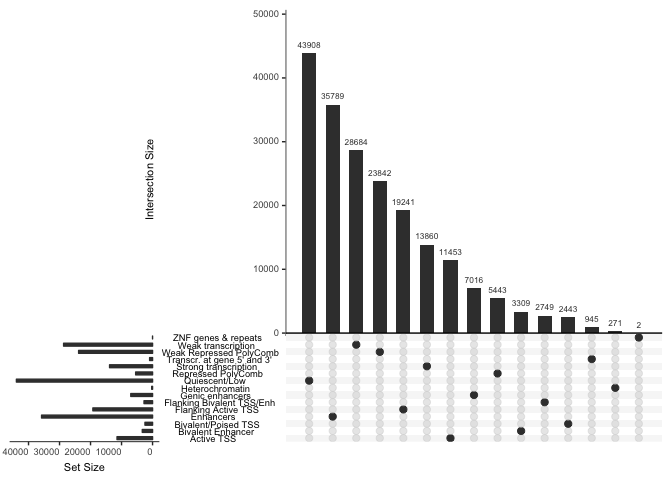 50000
43908
40000
35789
30000
28684
23842
20000
19241
13860
11453
10000
7016
5443
3309
2749
2443
945
271
2
0
Intersection Size
ZNF genes & repeats
Weak transcription
Weak Repressed PolyComb
Transcr. at gene 5' and 3'
Strong transcription
Repressed PolyComb
Quiescent/Low
Heterochromatin
Genic enhancers
Flanking Bivalent TSS/Enh
Flanking Active TSS
Enhancers
Bivalent/Poised TSS
Bivalent Enhancer
Active TSS
40000 30000 20000 10000 0
Set Size